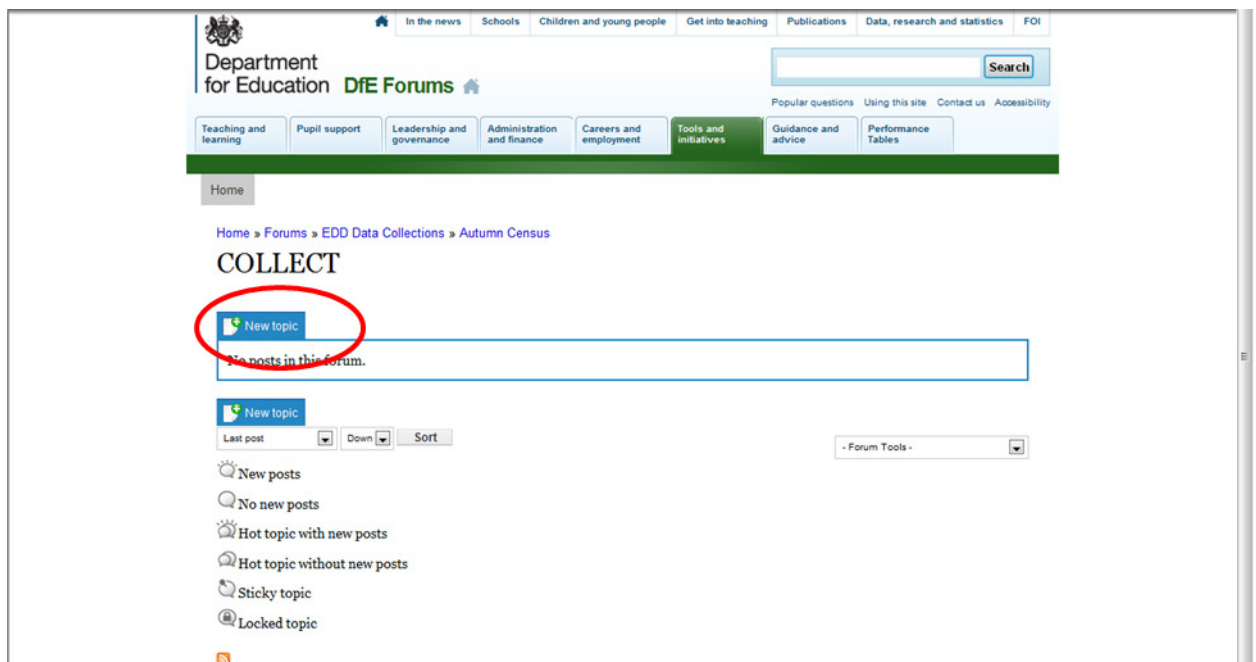 In the news Schools Children and young people Get into teaching Publications Data, research and statistics FOI
Department
for Education DfE Forums
Search
Popular questions Using this site Contact us Accessibility
Teaching and learning Pupil support Leadership and governance Administration and finance Careers and employment Tools and initiatives Guidance and advice Performance Tables
Home
Home » Forums » EDD Data Collections » Autumn Census
COLLECT
New topic
No posts in this forum.
New topic
Last post Down Sort
- Forum Tools -
New posts
No new posts
Hot topic with new posts
Hot topic without new posts
Sticky topic
Locked topic